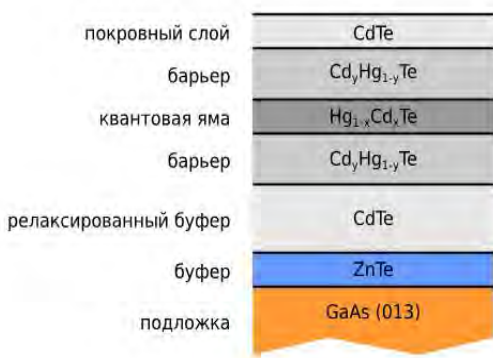 покровный слой CdTe
барьер CdyHg1-yTe
квантовая яма Hg1-xCdxTe
барьер CdyHg1-yTe
релаксированный буфер CdTe
буфер ZnTe
подложка GaAs (013)